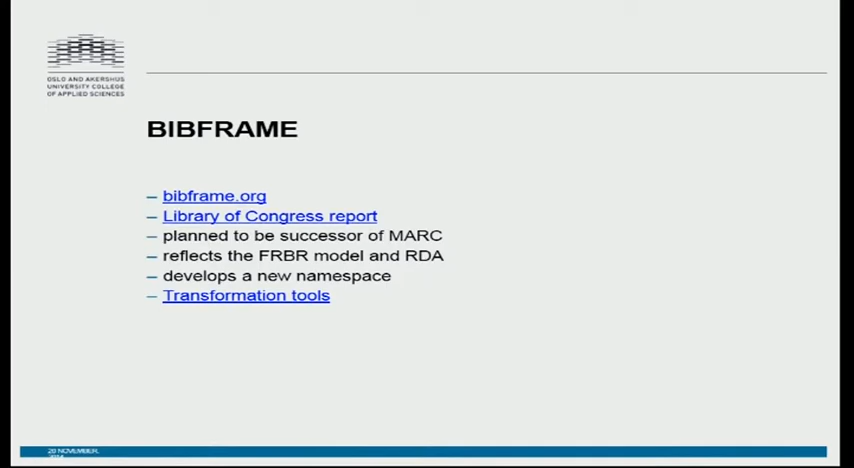 OSLO AND AKERSHUS
UNIVERSITY COLLEGE
OF APPLIED SCIENCES
BIBFRAME
– bibframe.org
– Library of Congress report
– planned to be successor of MARC
– reflects the FRBR model and RDA
– develops a new namespace
– Transformation tools
20 NOVEMBER,